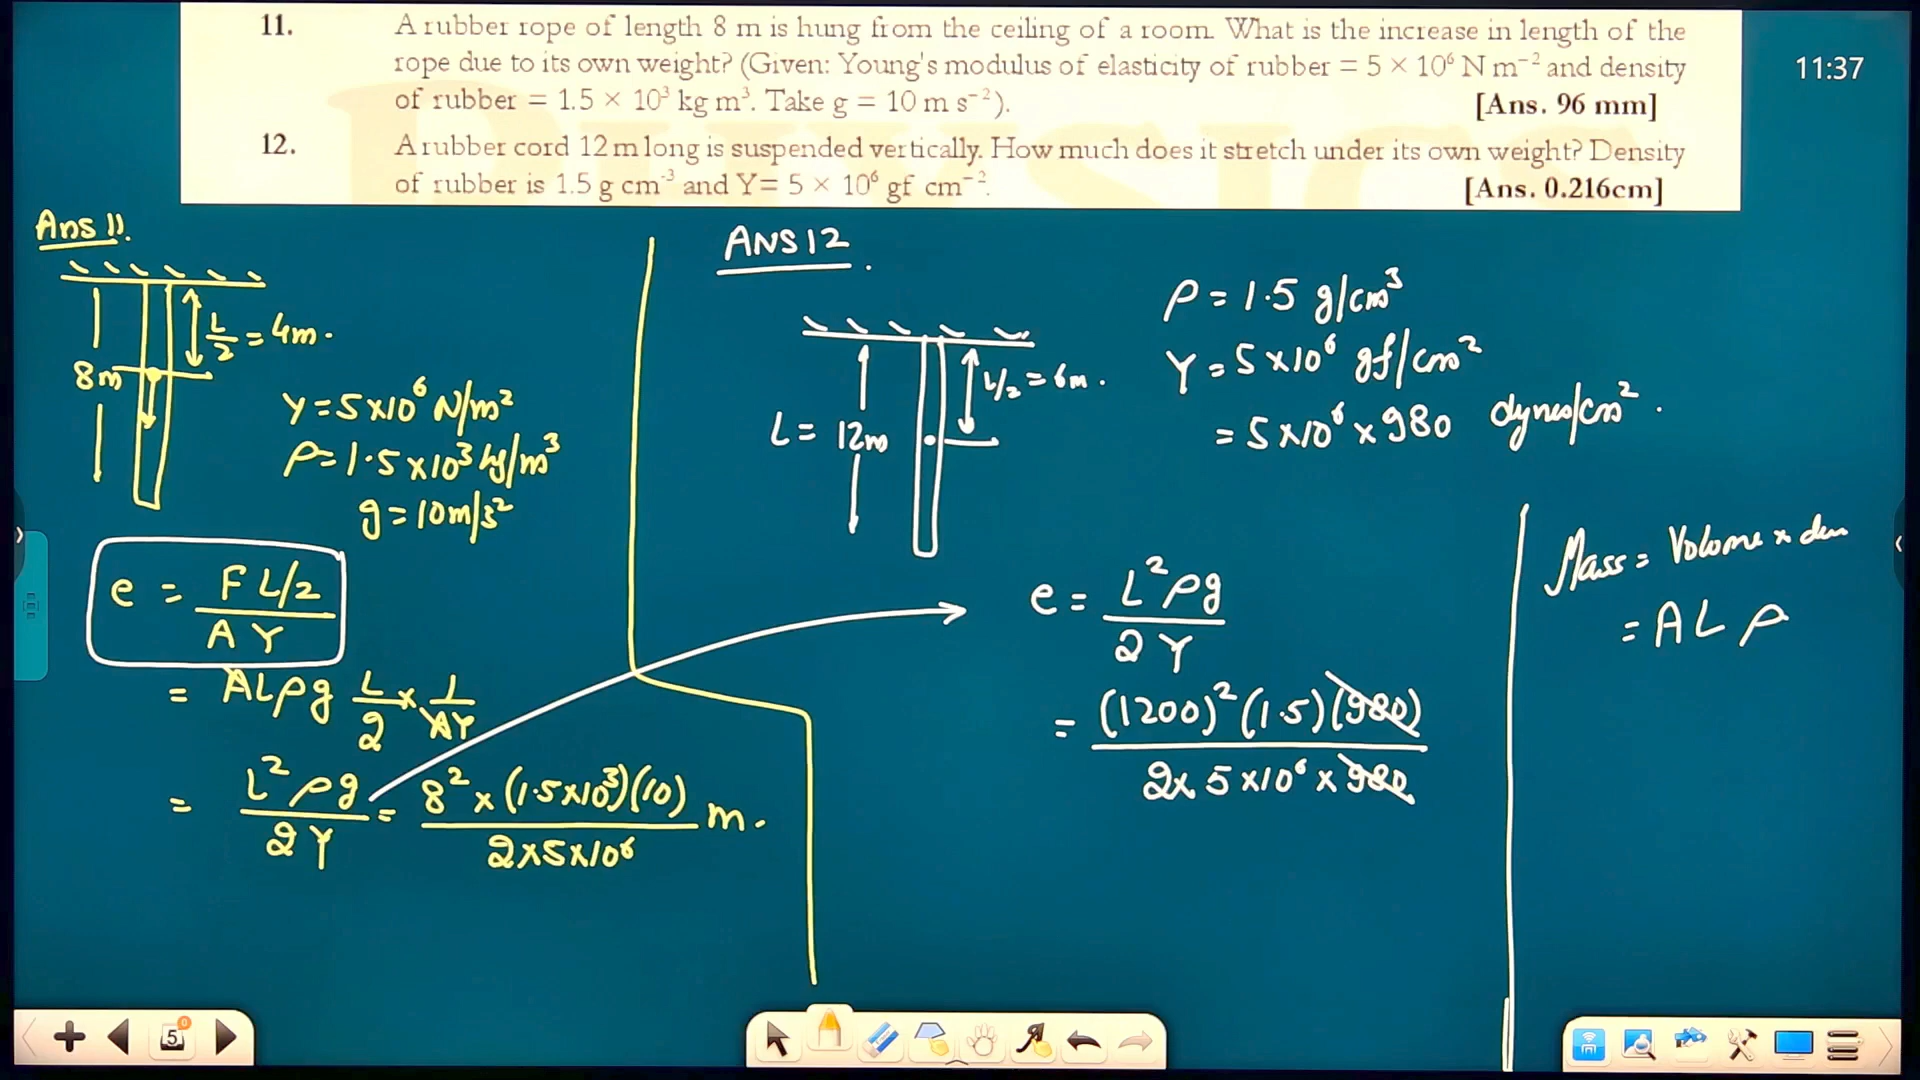 11. A rubber rope of length 8 m is hung from the ceiling of a room. What is the increase in length of the
rope due to its own weight? (Given: Young's modulus of elasticity of rubber = 5 × 10⁶ N m⁻² and density
of rubber = 1.5 × 10³ kg m³. Take g = 10 m s⁻²). [Ans. 96 mm]
12. A rubber cord 12 m long is suspended vertically. How much does it stretch under its own weight? Density
of rubber is 1.5 g cm⁻³ and Y= 5 × 10⁶ gf cm⁻². [Ans. 0.216cm]
11:37
Ans 11.
L/2 = 4m.
8m
Y = 5×10⁶ N/m²
ρ = 1.5×10³ kg/m³
g = 10m/s²
e = F L/2 / A Y
= ALρg L/2 × 1/AY
= L²ρg / 2Y = 8² × (1.5×10³)(10) / 2×5×10⁶ m.
ANS 12.
L/2 = 6m.
L = 12m
ρ = 1.5 g/cm³
Y = 5×10⁶ gf/cm²
= 5×10⁶ × 980 dynes/cm².
e = L²ρg / 2Y
= (1200)² (1.5)(980) / 2×5×10⁶ × 980
Mass = Volume × den
= A L ρ
5
0